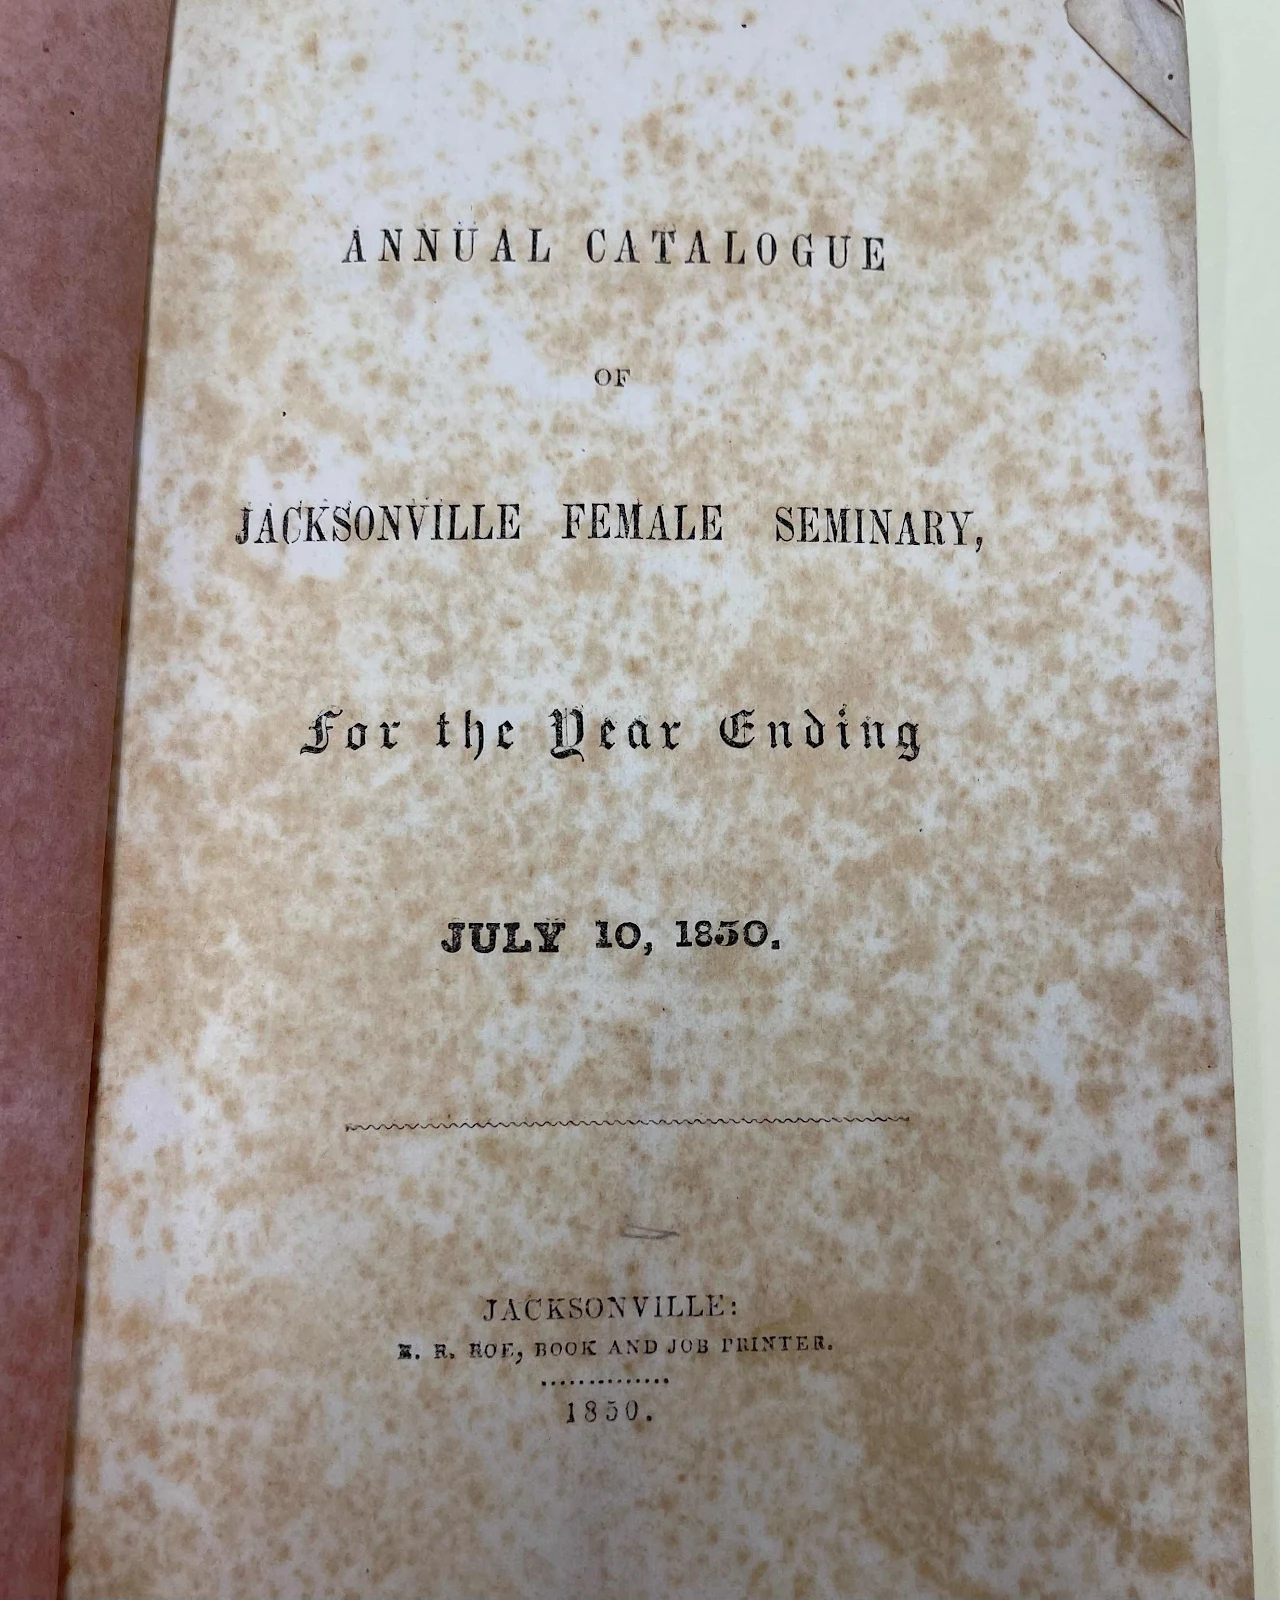 ANNUAL CATALOGUE
OF
JACKSONVILLE FEMALE SEMINARY,
For the Year Ending
JULY 10, 1850.
JACKSONVILLE:
E. R. ROE, BOOK AND JOB PRINTER.
1850.